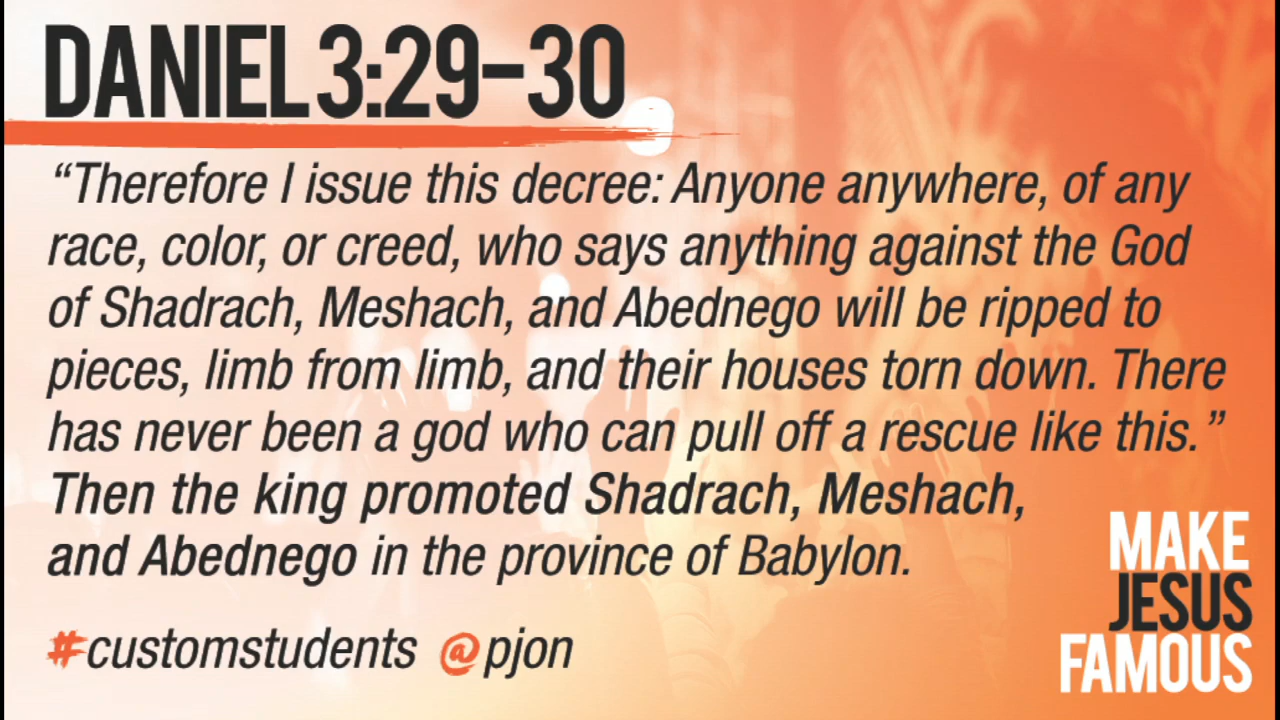 DANIEL 3:29–30
“Therefore I issue this decree: Anyone anywhere, of any
race, color, or creed, who says anything against the God
of Shadrach, Meshach, and Abednego will be ripped to
pieces, limb from limb, and their houses torn down. There
has never been a god who can pull off a rescue like this.”
Then the king promoted Shadrach, Meshach,
and Abednego in the province of Babylon.
#customstudents @pjon
MAKE
JESUS
FAMOUS